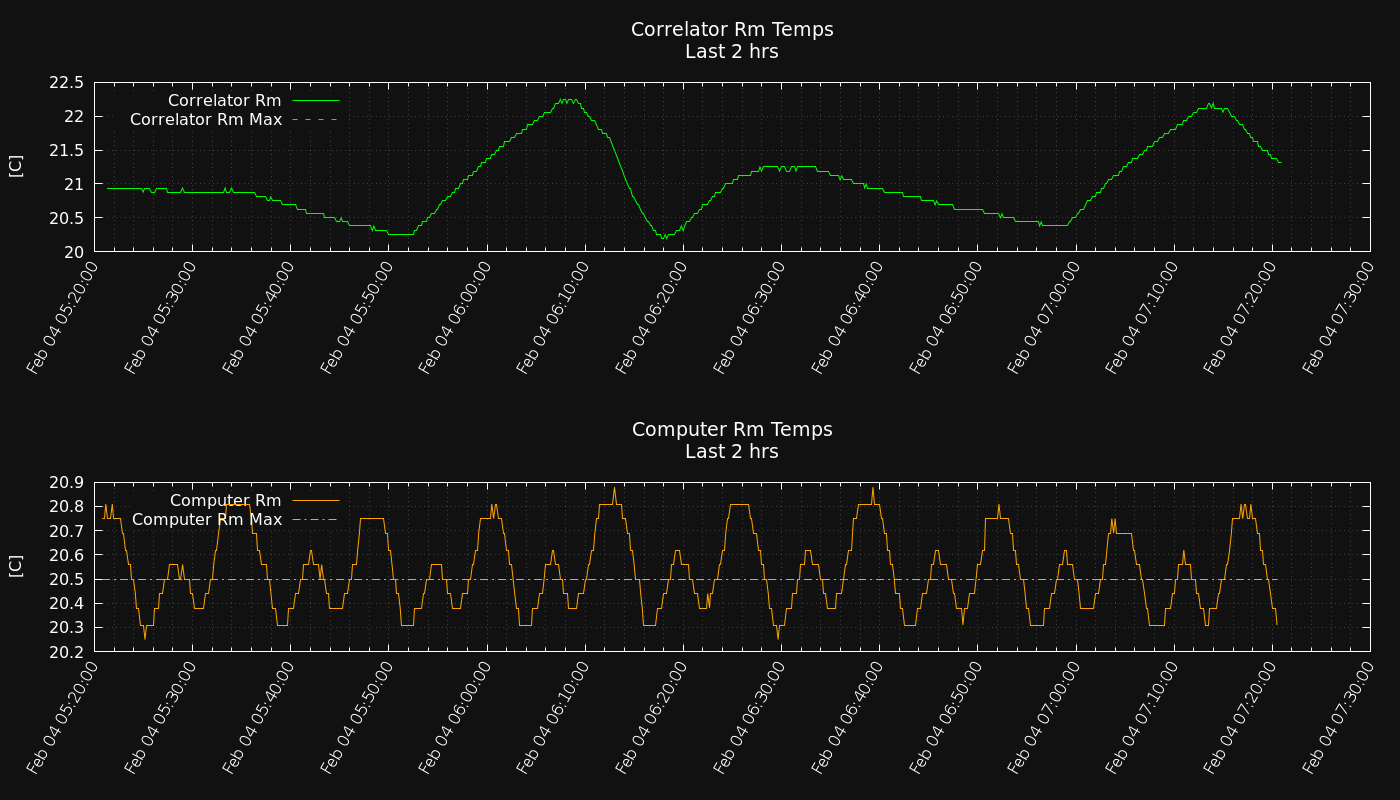 Correlator Rm Temps
Last 2 hrs
22.5
22
21.5
21
20.5
20
[C]
Correlator Rm
Correlator Rm Max
Feb 04 05:20:00
Feb 04 05:30:00
Feb 04 05:40:00
Feb 04 05:50:00
Feb 04 06:00:00
Feb 04 06:10:00
Feb 04 06:20:00
Feb 04 06:30:00
Feb 04 06:40:00
Feb 04 06:50:00
Feb 04 07:00:00
Feb 04 07:10:00
Feb 04 07:20:00
Feb 04 07:30:00
Computer Rm Temps
Last 2 hrs
20.9
20.8
20.7
20.6
20.5
20.4
20.3
20.2
[C]
Computer Rm
Computer Rm Max
Feb 04 05:20:00
Feb 04 05:30:00
Feb 04 05:40:00
Feb 04 05:50:00
Feb 04 06:00:00
Feb 04 06:10:00
Feb 04 06:20:00
Feb 04 06:30:00
Feb 04 06:40:00
Feb 04 06:50:00
Feb 04 07:00:00
Feb 04 07:10:00
Feb 04 07:20:00
Feb 04 07:30:00